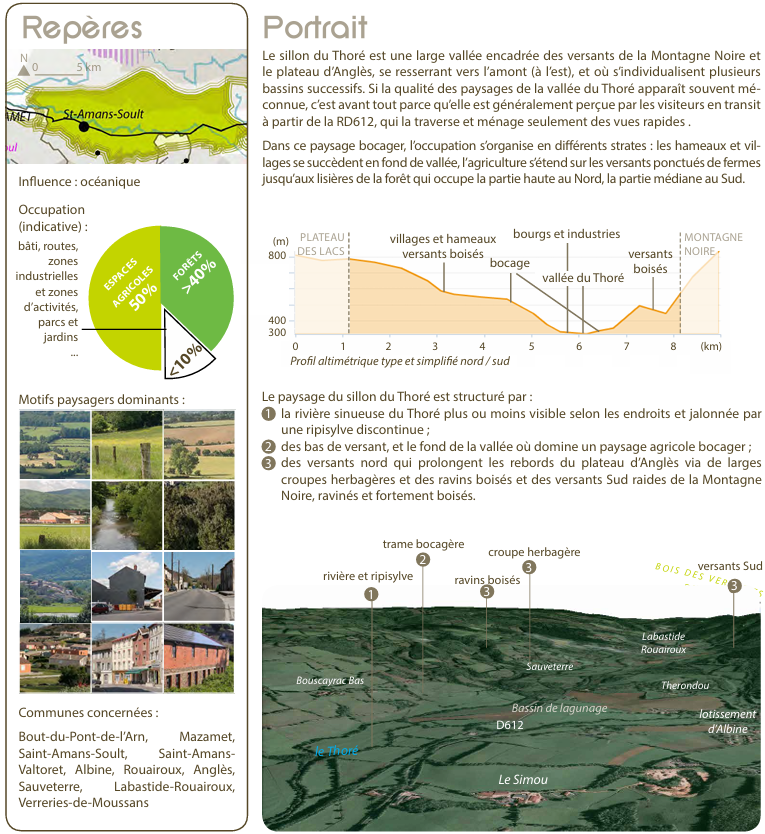 Repères
N
0 5 km
St-Amans-Soult
AMET
oul
Influence : océanique
Occupation
(indicative) :
bâti, routes,
zones
industrielles
et zones
d'activités,
parcs et
jardins
...
ESPACES
AGRICOLES
50%
FORÊTS
>40%
<10%
Motifs paysagers dominants :
Communes concernées :
Bout-du-Pont-de-l'Arn, Mazamet,
Saint-Amans-Soult, Saint-Amans-
Valtoret, Albine, Rouairoux, Anglès,
Sauveterre, Labastide-Rouairoux,
Verreries-de-Moussans
Portrait
Le sillon du Thoré est une large vallée encadrée des versants de la Montagne Noire et
le plateau d'Anglès, se resserrant vers l'amont (à l'est), et où s'individualisent plusieurs
bassins successifs. Si la qualité des paysages de la vallée du Thoré apparaît souvent mé-
connue, c'est avant tout parce qu'elle est généralement perçue par les visiteurs en transit
à partir de la RD612, qui la traverse et ménage seulement des vues rapides .
Dans ce paysage bocager, l'occupation s'organise en différents strates : les hameaux et vil-
lages se succèdent en fond de vallée, l'agriculture s'étend sur les versants ponctués de fermes
jusqu'aux lisières de la forêt qui occupe la partie haute au Nord, la partie médiane au Sud.
(m)
800
400
300
PLATEAU
DES LACS
villages et hameaux
versants boisés
bocage
bourgs et industries
vallée du Thoré
versants
boisés
MONTAGNE
NOIRE
0 1 2 3 4 5 6 7 8 (km)
Profil altimétrique type et simplifié nord / sud
Le paysage du sillon du Thoré est structuré par :
1 la rivière sinueuse du Thoré plus ou moins visible selon les endroits et jalonnée par
une ripisylve discontinue ;
2 des bas de versant, et le fond de la vallée où domine un paysage agricole bocager ;
3 des versants nord qui prolongent les rebords du plateau d'Anglès via de larges
croupes herbagères et des ravins boisés et des versants Sud raides de la Montagne
Noire, ravinés et fortement boisés.
trame bocagère
2
croupe herbagère
3
rivière et ripisylve
1
ravins boisés
3
versants Sud
3
BOIS DES VER
Labastide
Rouairoux
Sauveterre
Bouscayrac Bas
Therondou
Bassin de lagunage
D612
lotissement
d'Albine
le Thoré
Le Simou